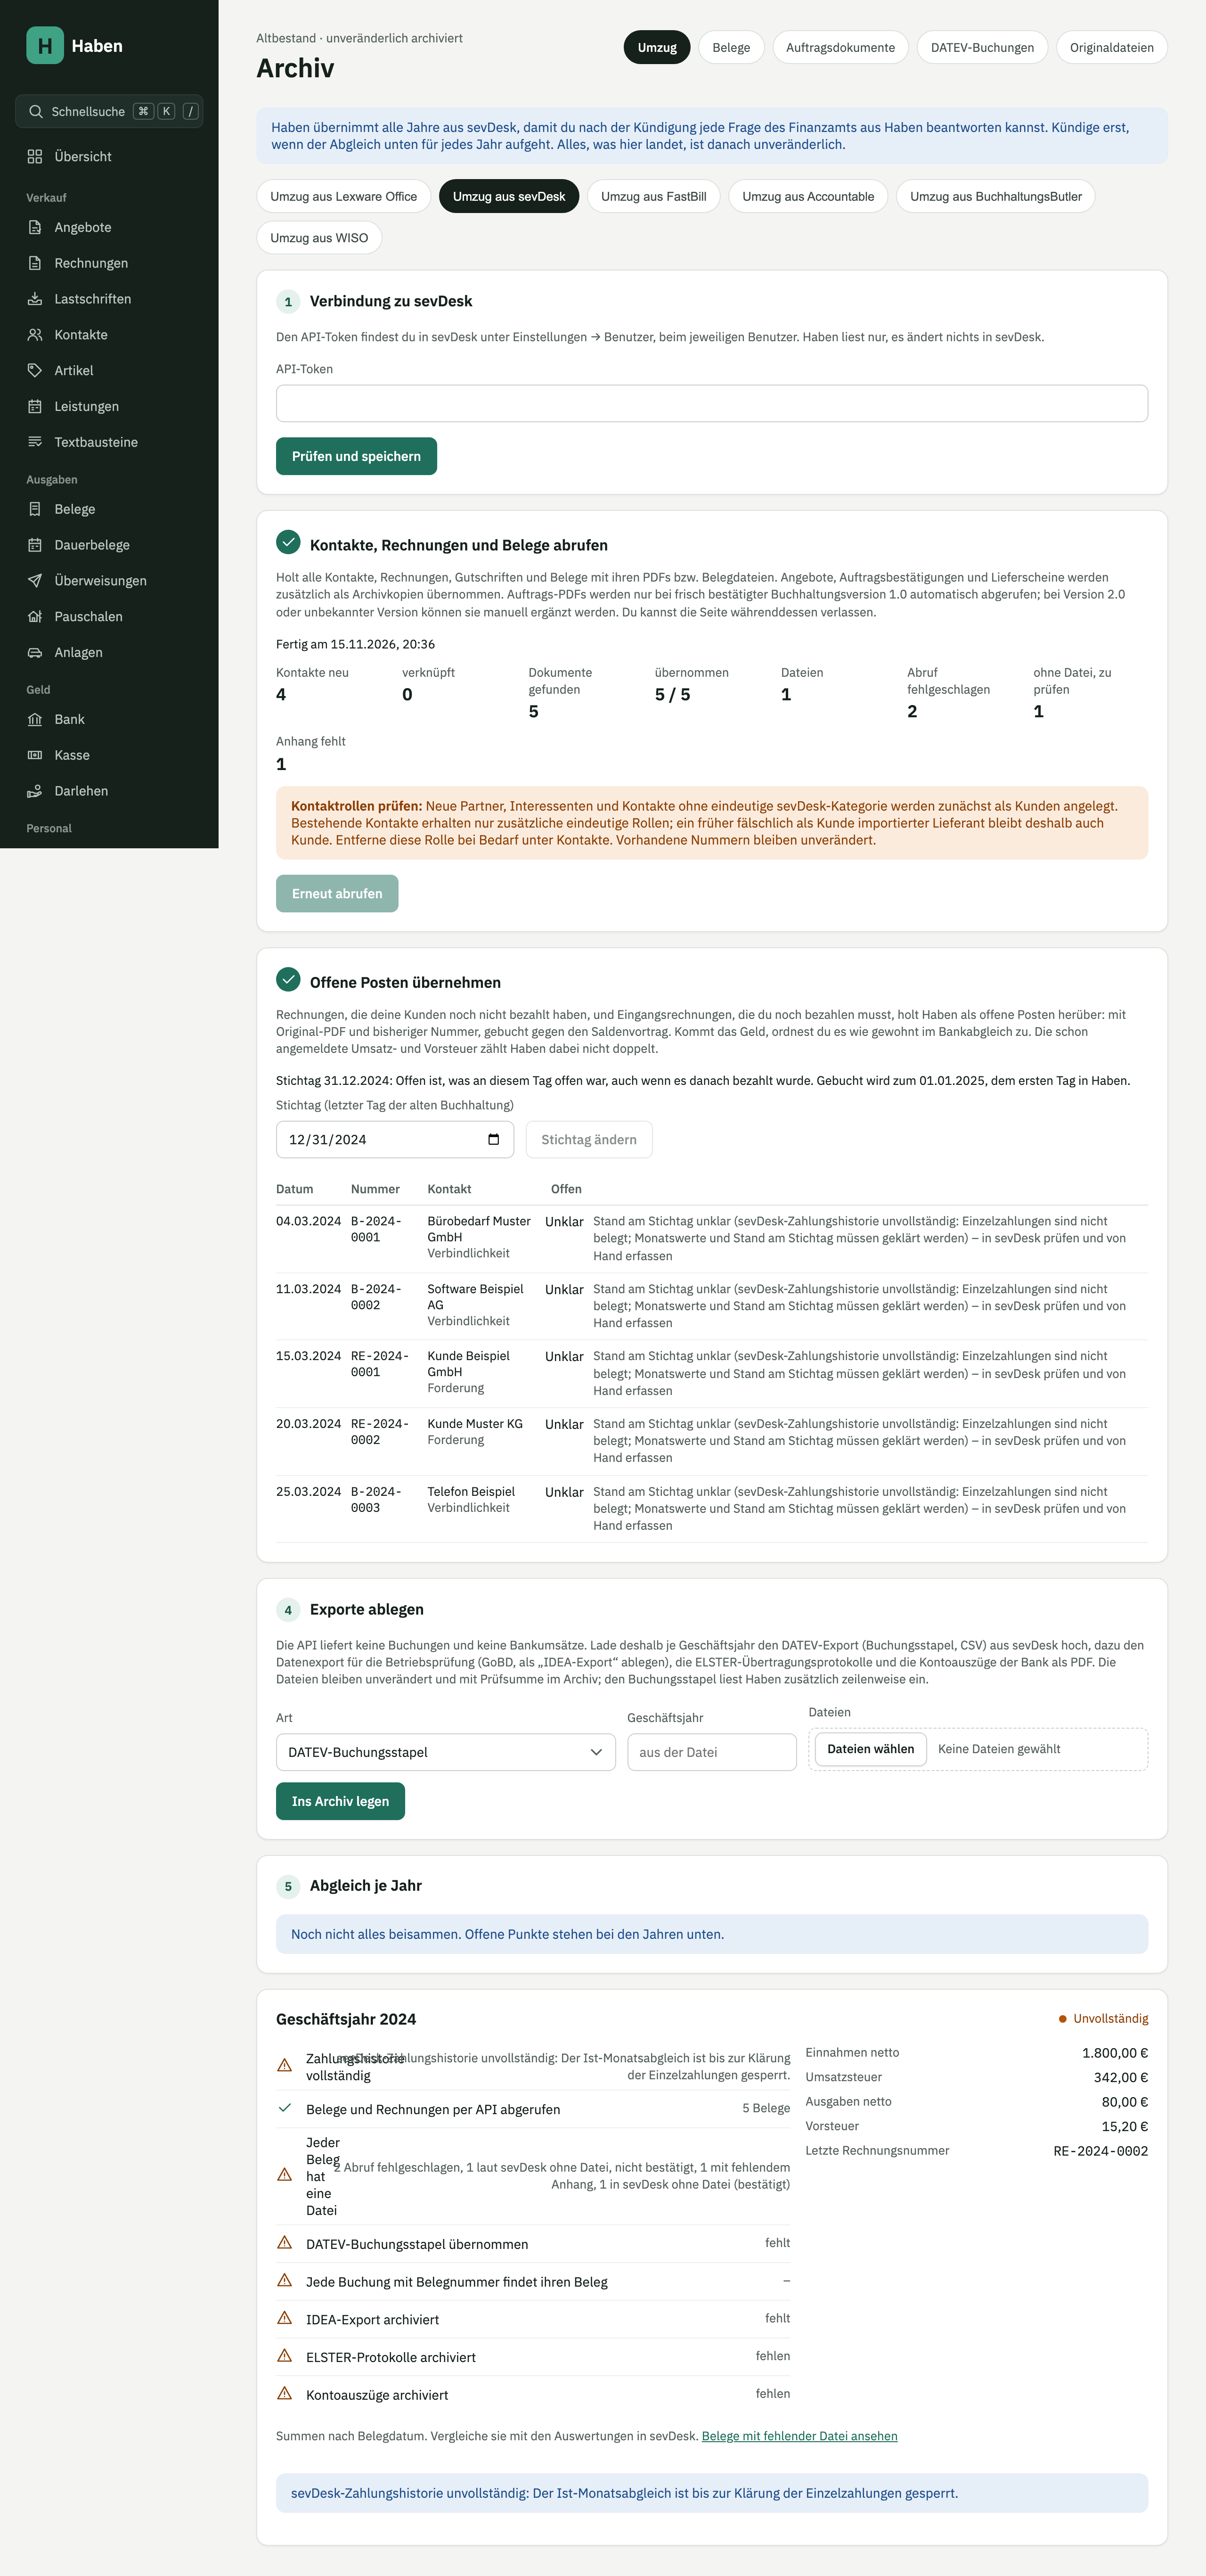 H Haben
Schnellsuche ⌘ K /
Übersicht
Verkauf
Angebote
Rechnungen
Lastschriften
Kontakte
Artikel
Leistungen
Textbausteine
Ausgaben
Belege
Dauerbelege
Überweisungen
Pauschalen
Anlagen
Geld
Bank
Kasse
Darlehen
Personal
Altbestand · unveränderlich archiviert
Archiv
Umzug Belege Auftragsdokumente DATEV-Buchungen Originaldateien
Haben übernimmt alle Jahre aus sevDesk, damit du nach der Kündigung jede Frage des Finanzamts aus Haben beantworten kannst. Kündige erst,
wenn der Abgleich unten für jedes Jahr aufgeht. Alles, was hier landet, ist danach unveränderlich.
Umzug aus Lexware Office Umzug aus sevDesk Umzug aus FastBill Umzug aus Accountable Umzug aus BuchhaltungsButler
Umzug aus WISO
1 Verbindung zu sevDesk
Den API-Token findest du in sevDesk unter Einstellungen → Benutzer, beim jeweiligen Benutzer. Haben liest nur, es ändert nichts in sevDesk.
API-Token
Prüfen und speichern
Kontakte, Rechnungen und Belege abrufen
Holt alle Kontakte, Rechnungen, Gutschriften und Belege mit ihren PDFs bzw. Belegdateien. Angebote, Auftragsbestätigungen und Lieferscheine werden
zusätzlich als Archivkopien übernommen. Auftrags-PDFs werden nur bei frisch bestätigter Buchhaltungsversion 1.0 automatisch abgerufen; bei Version 2.0
oder unbekannter Version können sie manuell ergänzt werden. Du kannst die Seite währenddessen verlassen.
Fertig am 15.11.2026, 20:36
Kontakte neu
4
verknüpft
0
Dokumente
gefunden
5
übernommen
5 / 5
Dateien
1
Abruf
fehlgeschlagen
2
ohne Datei, zu
prüfen
1
Anhang fehlt
1
Kontaktrollen prüfen: Neue Partner, Interessenten und Kontakte ohne eindeutige sevDesk-Kategorie werden zunächst als Kunden angelegt.
Bestehende Kontakte erhalten nur zusätzliche eindeutige Rollen; ein früher fälschlich als Kunde importierter Lieferant bleibt deshalb auch
Kunde. Entferne diese Rolle bei Bedarf unter Kontakte. Vorhandene Nummern bleiben unverändert.
Erneut abrufen
Offene Posten übernehmen
Rechnungen, die deine Kunden noch nicht bezahlt haben, und Eingangsrechnungen, die du noch bezahlen musst, holt Haben als offene Posten herüber: mit
Original-PDF und bisheriger Nummer, gebucht gegen den Saldenvortrag. Kommt das Geld, ordnest du es wie gewohnt im Bankabgleich zu. Die schon
angemeldete Umsatz- und Vorsteuer zählt Haben dabei nicht doppelt.
Stichtag 31.12.2024: Offen ist, was an diesem Tag offen war, auch wenn es danach bezahlt wurde. Gebucht wird zum 01.01.2025, dem ersten Tag in Haben.
Stichtag (letzter Tag der alten Buchhaltung)
12/31/2024 Stichtag ändern
Datum Nummer Kontakt Offen
04.03.2024 B-2024- Bürobedarf Muster Unklar Stand am Stichtag unklar (sevDesk-Zahlungshistorie unvollständig: Einzelzahlungen sind nicht
0001 GmbH belegt; Monatswerte und Stand am Stichtag müssen geklärt werden) – in sevDesk prüfen und von
Verbindlichkeit Hand erfassen
11.03.2024 B-2024- Software Beispiel Unklar Stand am Stichtag unklar (sevDesk-Zahlungshistorie unvollständig: Einzelzahlungen sind nicht
0002 AG belegt; Monatswerte und Stand am Stichtag müssen geklärt werden) – in sevDesk prüfen und von
Verbindlichkeit Hand erfassen
15.03.2024 RE-2024- Kunde Beispiel Unklar Stand am Stichtag unklar (sevDesk-Zahlungshistorie unvollständig: Einzelzahlungen sind nicht
0001 GmbH belegt; Monatswerte und Stand am Stichtag müssen geklärt werden) – in sevDesk prüfen und von
Forderung Hand erfassen
20.03.2024 RE-2024- Kunde Muster KG Unklar Stand am Stichtag unklar (sevDesk-Zahlungshistorie unvollständig: Einzelzahlungen sind nicht
0002 Forderung belegt; Monatswerte und Stand am Stichtag müssen geklärt werden) – in sevDesk prüfen und von
Hand erfassen
25.03.2024 B-2024- Telefon Beispiel Unklar Stand am Stichtag unklar (sevDesk-Zahlungshistorie unvollständig: Einzelzahlungen sind nicht
0003 Verbindlichkeit belegt; Monatswerte und Stand am Stichtag müssen geklärt werden) – in sevDesk prüfen und von
Hand erfassen
4 Exporte ablegen
Die API liefert keine Buchungen und keine Bankumsätze. Lade deshalb je Geschäftsjahr den DATEV-Export (Buchungsstapel, CSV) aus sevDesk hoch, dazu den
Datenexport für die Betriebsprüfung (GoBD, als „IDEA-Export“ ablegen), die ELSTER-Übertragungsprotokolle und die Kontoauszüge der Bank als PDF. Die
Dateien bleiben unverändert und mit Prüfsumme im Archiv; den Buchungsstapel liest Haben zusätzlich zeilenweise ein.
Art Geschäftsjahr Dateien
DATEV-Buchungsstapel aus der Datei Dateien wählen Keine Dateien gewählt
Ins Archiv legen
5 Abgleich je Jahr
Noch nicht alles beisammen. Offene Punkte stehen bei den Jahren unten.
Geschäftsjahr 2024 Unvollständig
Zahlungshistorie
vollständig
sevDesk-Zahlungshistorie unvollständig: Der Ist-Monatsabgleich ist bis zur Klärung
der Einzelzahlungen gesperrt.
Belege und Rechnungen per API abgerufen 5 Belege
Jeder
Beleg
hat
eine
Datei
2 Abruf fehlgeschlagen, 1 laut sevDesk ohne Datei, nicht bestätigt, 1 mit fehlendem
Anhang, 1 in sevDesk ohne Datei (bestätigt)
DATEV-Buchungsstapel übernommen fehlt
Jede Buchung mit Belegnummer findet ihren Beleg –
IDEA-Export archiviert fehlt
ELSTER-Protokolle archiviert fehlen
Kontoauszüge archiviert fehlen
Einnahmen netto 1.800,00 €
Umsatzsteuer 342,00 €
Ausgaben netto 80,00 €
Vorsteuer 15,20 €
Letzte Rechnungsnummer RE-2024-0002
Summen nach Belegdatum. Vergleiche sie mit den Auswertungen in sevDesk. Belege mit fehlender Datei ansehen
sevDesk-Zahlungshistorie unvollständig: Der Ist-Monatsabgleich ist bis zur Klärung der Einzelzahlungen gesperrt.